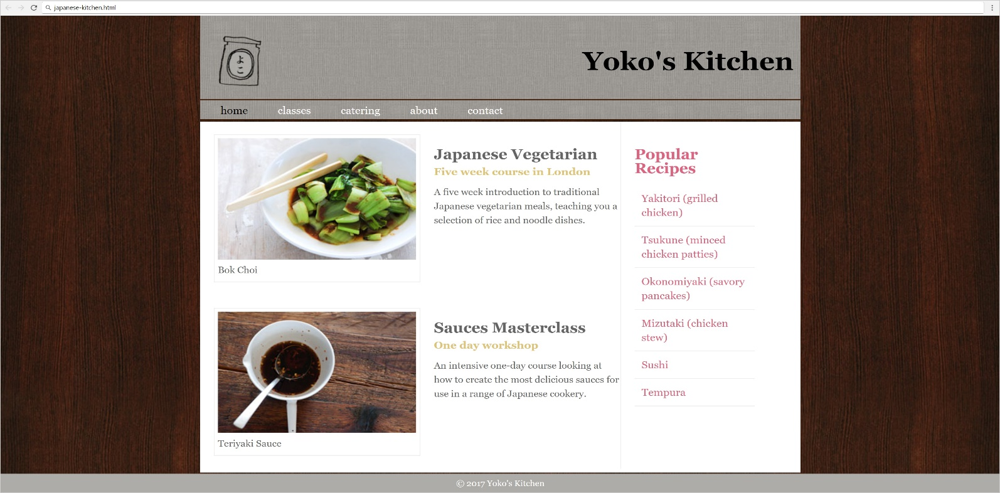 japanese-kitchen.html
よ
こ
Yoko's Kitchen
home classes catering about contact
Bok Choi
Japanese Vegetarian
Five week course in London
A five week introduction to traditional
Japanese vegetarian meals, teaching you a
selection of rice and noodle dishes.
Teriyaki Sauce
Sauces Masterclass
One day workshop
An intensive one-day course looking at
how to create the most delicious sauces for
use in a range of Japanese cookery.
Popular
Recipes
Yakitori (grilled
chicken)
Tsukune (minced
chicken patties)
Okonomiyaki (savory
pancakes)
Mizutaki (chicken
stew)
Sushi
Tempura
© 2017 Yoko's Kitchen